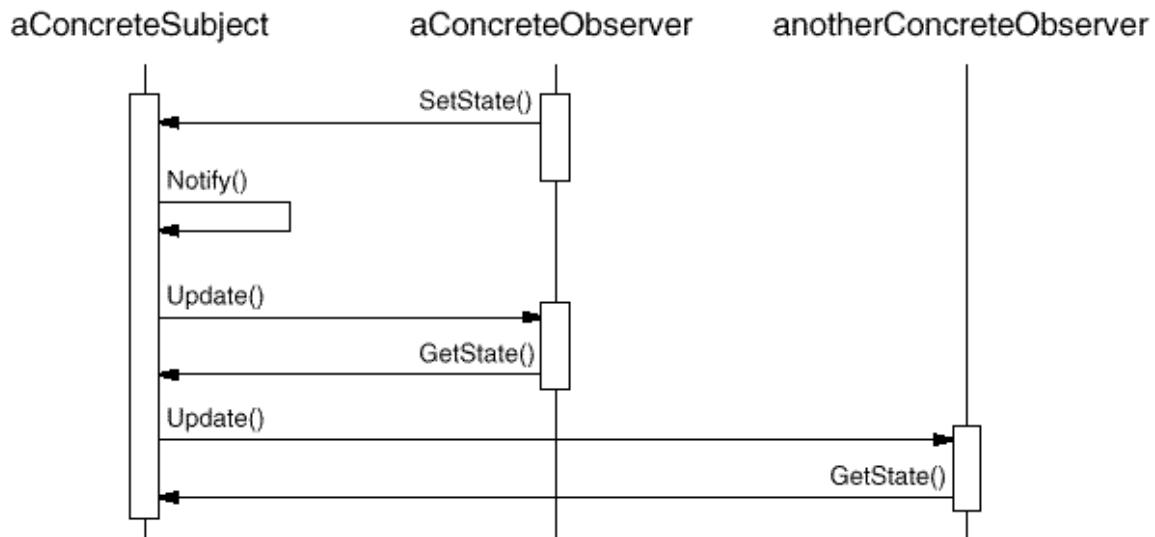 aConcreteSubject aConcreteObserver anotherConcreteObserver
SetState()
Notify()
Update()
GetState()
Update()
GetState()